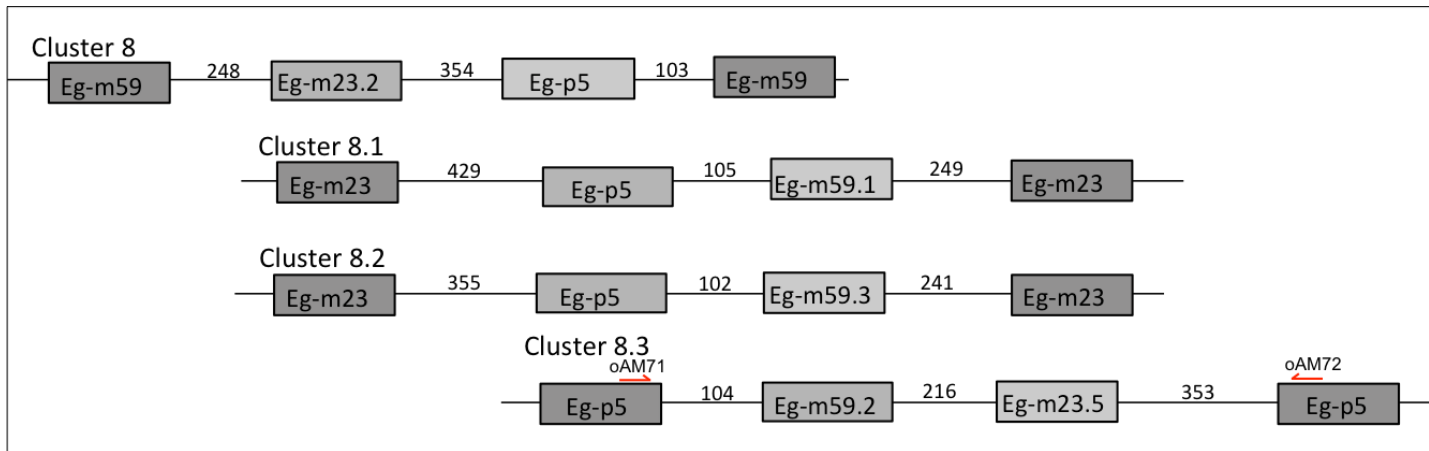 Cluster 8
248 354 103
Eg-m59 Eg-m23.2 Eg-p5 Eg-m59
Cluster 8.1
429 105 249
Eg-m23 Eg-p5 Eg-m59.1 Eg-m23
Cluster 8.2
355 102 241
Eg-m23 Eg-p5 Eg-m59.3 Eg-m23
Cluster 8.3
oAM71 oAM72
104 216 353
Eg-p5 Eg-m59.2 Eg-m23.5 Eg-p5